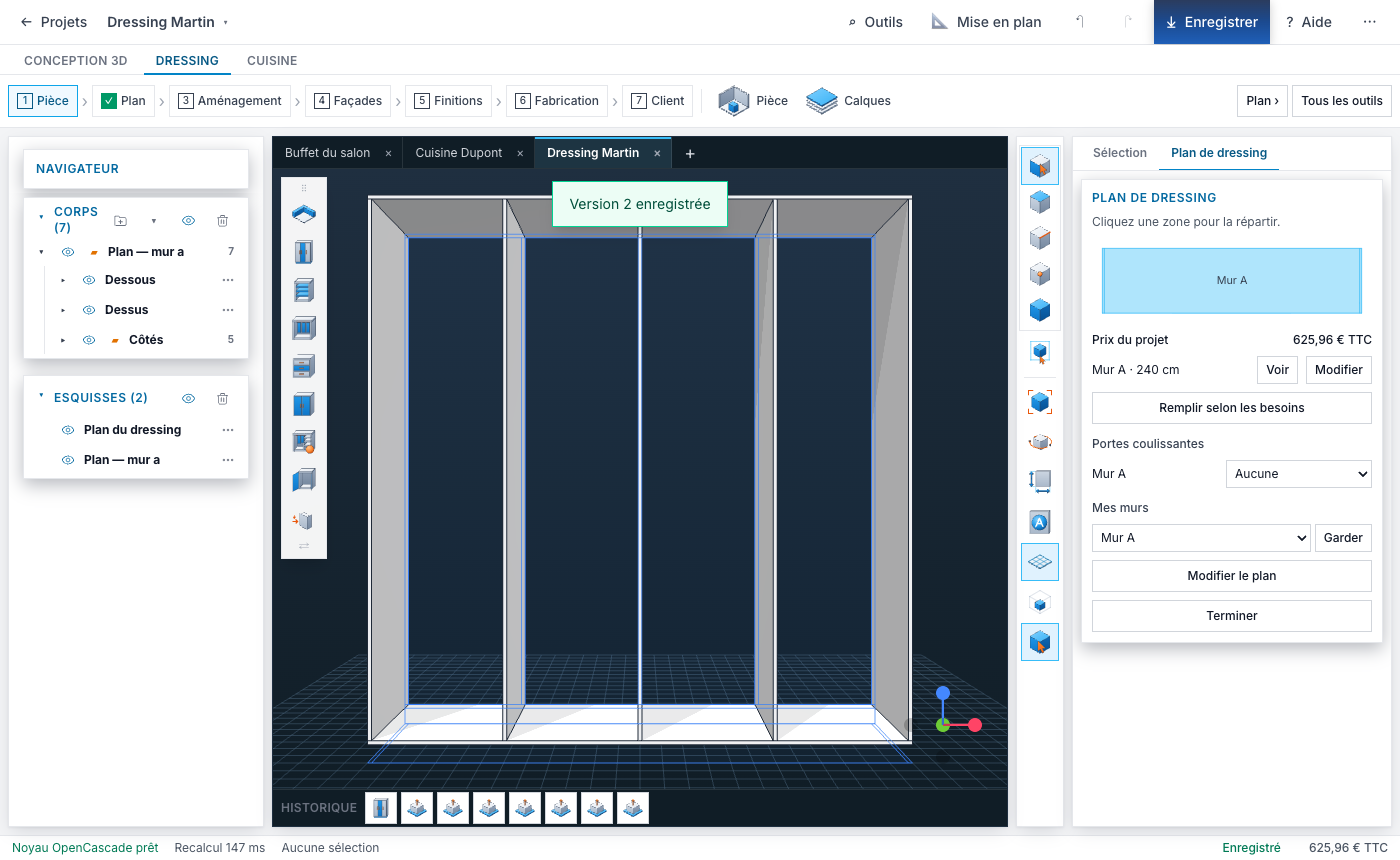 ← Projets Dressing Martin ▾
Outils Mise en plan Enregistrer ? Aide ···
CONCEPTION 3D DRESSING CUISINE
1 Pièce › ✓ Plan › 3 Aménagement › 4 Façades › 5 Finitions › 6 Fabrication › 7 Client Pièce Calques Plan › Tous les outils
NAVIGATEUR
CORPS
(7)
Plan — mur a 7
Dessous ···
Dessus ···
Côtés 5
ESQUISSES (2)
Plan du dressing ···
Plan — mur a ···
Buffet du salon × Cuisine Dupont × Dressing Martin × +
Version 2 enregistrée
HISTORIQUE
A
Sélection Plan de dressing
PLAN DE DRESSING
Cliquez une zone pour la répartir.
Mur A
Prix du projet 625,96 € TTC
Mur A · 240 cm Voir Modifier
Remplir selon les besoins
Portes coulissantes
Mur A Aucune
Mes murs
Mur A Garder
Modifier le plan
Terminer
Noyau OpenCascade prêt Recalcul 147 ms Aucune sélection Enregistré 625,96 € TTC